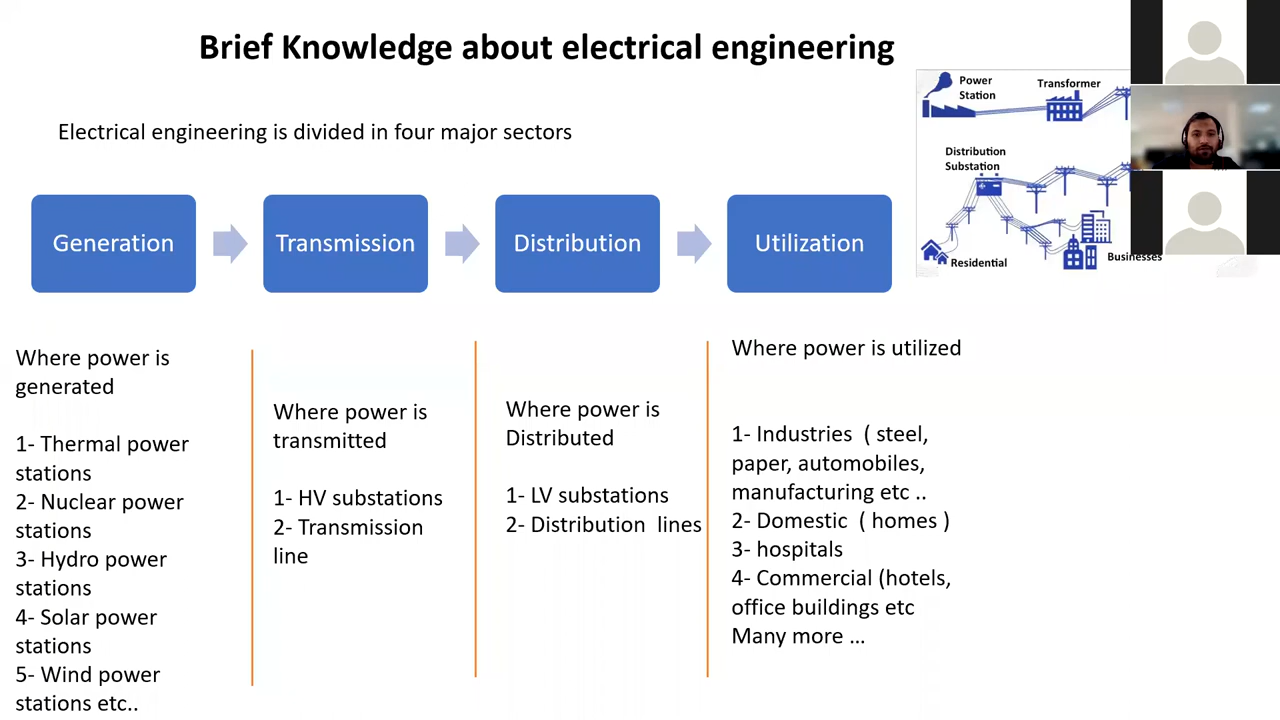 Brief Knowledge about electrical engineering
Electrical engineering is divided in four major sectors
Power
Station
Transformer
Distribution
Substation
Residential
Businesses
Generation
Transmission
Distribution
Utilization
Where power is
generated
1- Thermal power
stations
2- Nuclear power
stations
3- Hydro power
stations
4- Solar power
stations
5- Wind power
stations etc..
Where power is
transmitted
1- HV substations
2- Transmission
line
Where power is
Distributed
1- LV substations
2- Distribution lines
Where power is utilized
1- Industries ( steel,
paper, automobiles,
manufacturing etc ..
2- Domestic ( homes )
3- hospitals
4- Commercial (hotels,
office buildings etc
Many more ...